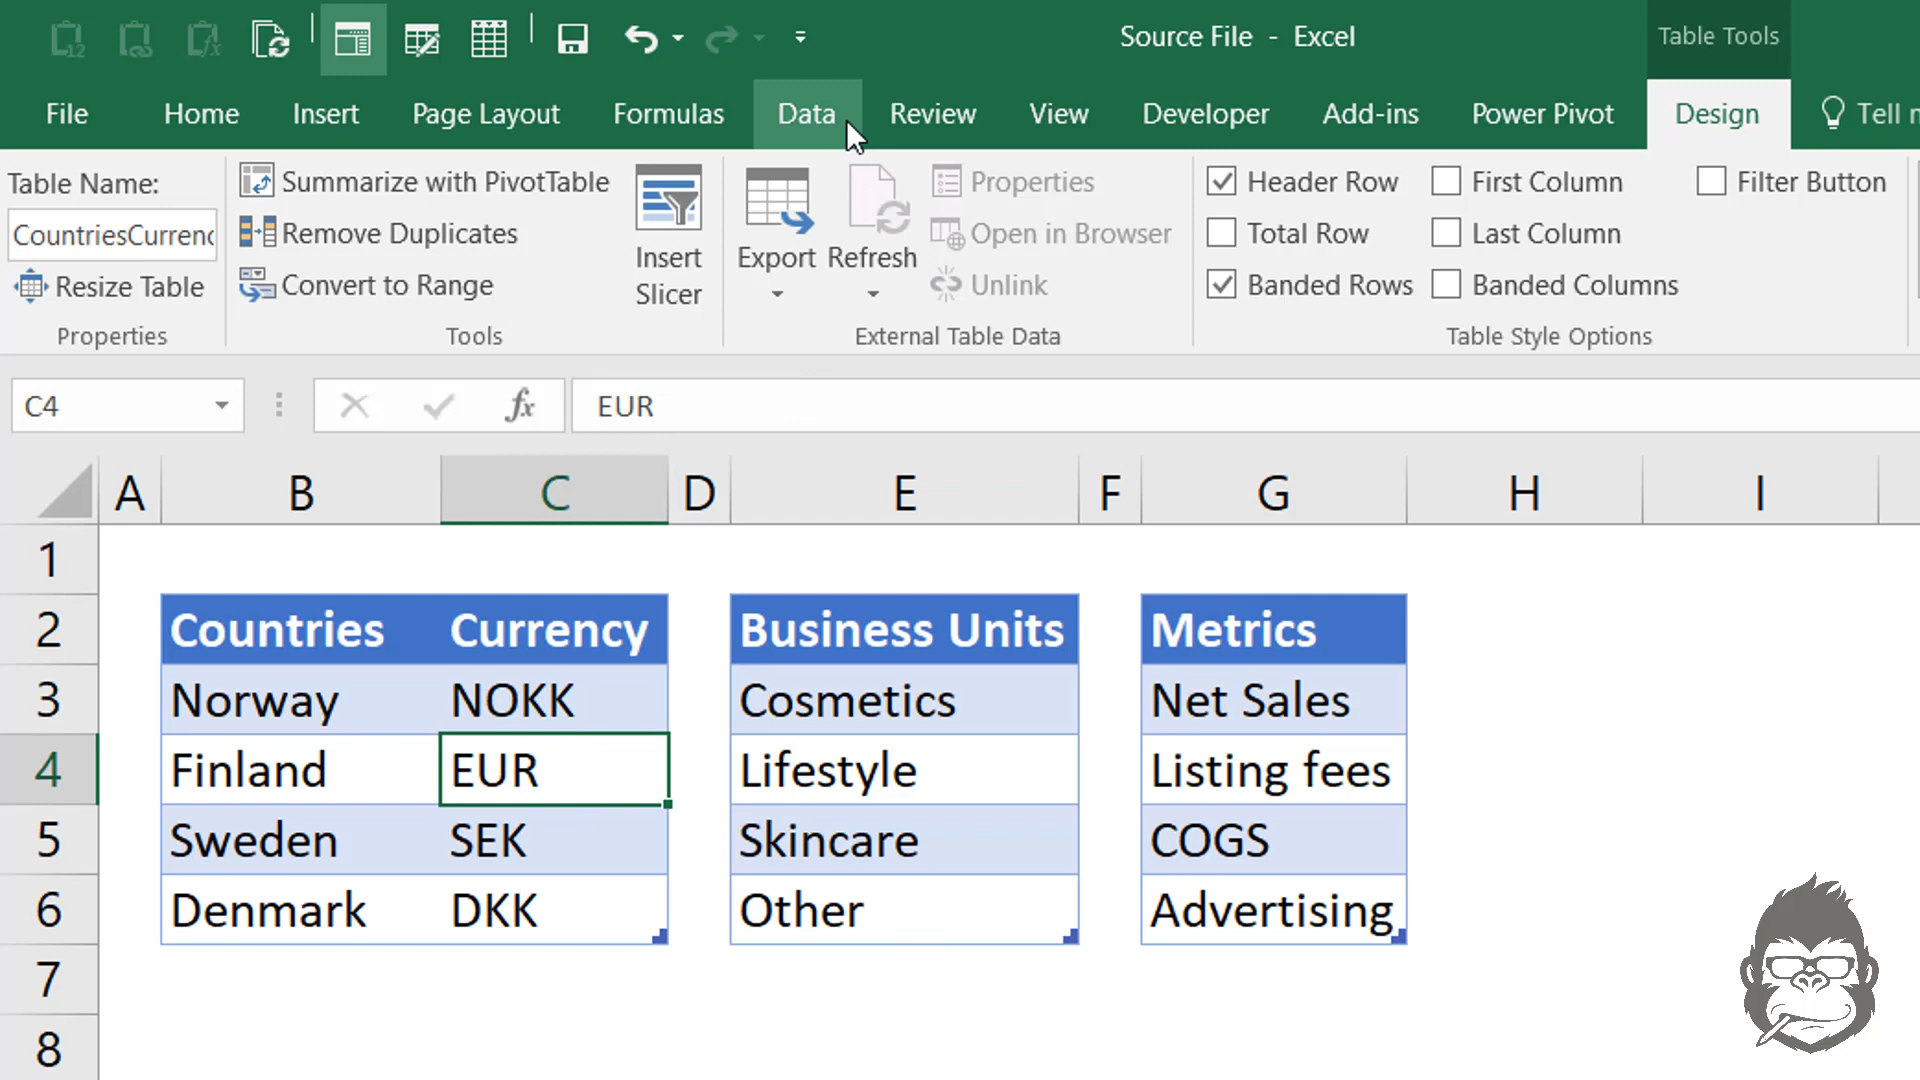 Source File - Excel
Table Tools
File Home Insert Page Layout Formulas Data Review View Developer Add-ins Power Pivot Design Tell
Table Name:
CountriesCurrenc
Resize Table
Properties
Summarize with PivotTable
Remove Duplicates
Convert to Range
Tools
Insert
Slicer
Export
Refresh
Properties
Open in Browser
Unlink
External Table Data
Header Row
Total Row
Banded Rows
First Column
Last Column
Banded Columns
Filter Button
Table Style Options
C4 fx EUR
A B C D E F G H I
1
2 Countries Currency Business Units Metrics
3 Norway NOKK Cosmetics Net Sales
4 Finland EUR Lifestyle Listing fees
5 Sweden SEK Skincare COGS
6 Denmark DKK Other Advertising
7
8